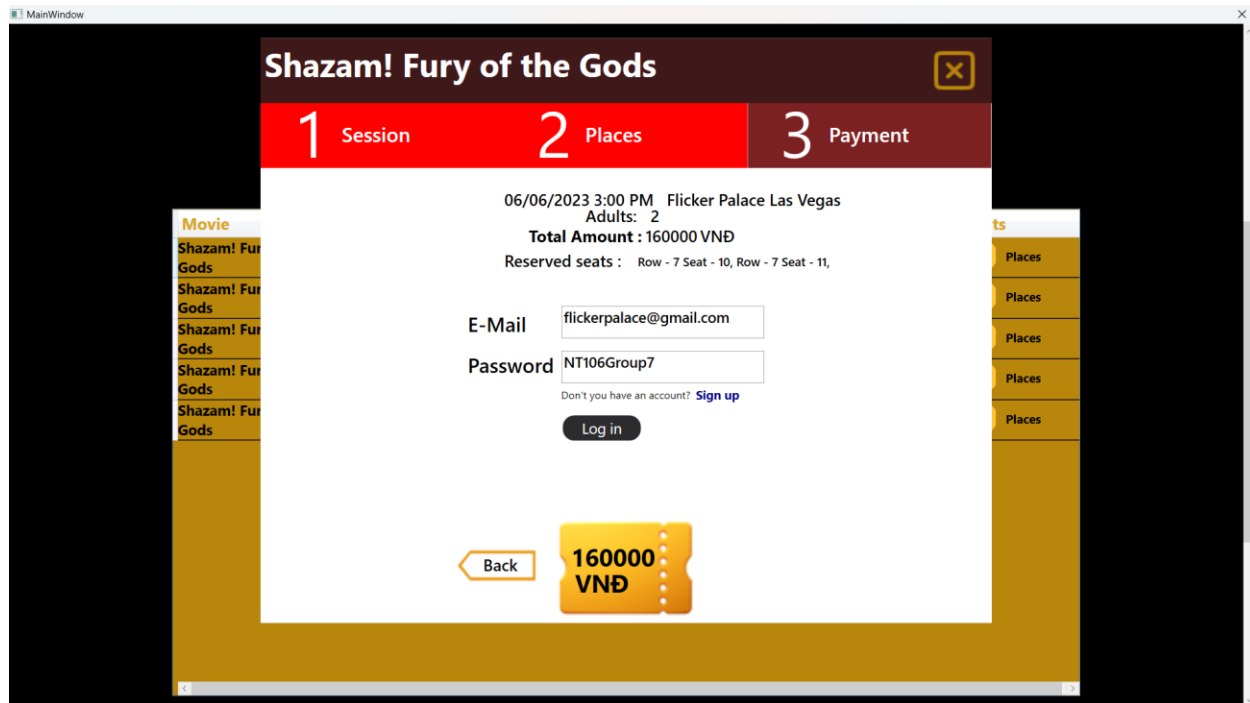 MainWindow
Shazam! Fury of the Gods
1 Session 2 Places 3 Payment
06/06/2023 3:00 PM Flicker Palace Las Vegas
Adults: 2
Total Amount : 160000 VNĐ
Reserved seats : Row - 7 Seat - 10, Row - 7 Seat - 11,
E-Mail flickerpalace@gmail.com
Password NT106Group7
Don't you have an account? Sign up
Log in
Back
160000
VNĐ
Movie
Shazam! Fur
Gods
Shazam! Fur
Gods
Shazam! Fur
Gods
Shazam! Fur
Gods
Shazam! Fur
Gods
ts
Places
Places
Places
Places
Places